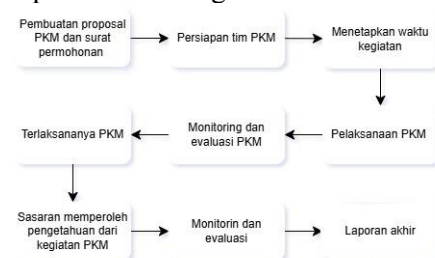 Pembuatan proposal
PKM dan surat
permohonan
Persiapan tim PKM
Menetapkan waktu
kegiatan
Pelaksanaan PKM
Monitoring dan
evaluasi PKM
Terlaksananya PKM
Sasaran memperoleh
pengetahuan dari
kegiatan PKM
Monitorin dan
evaluasi
Laporan akhir